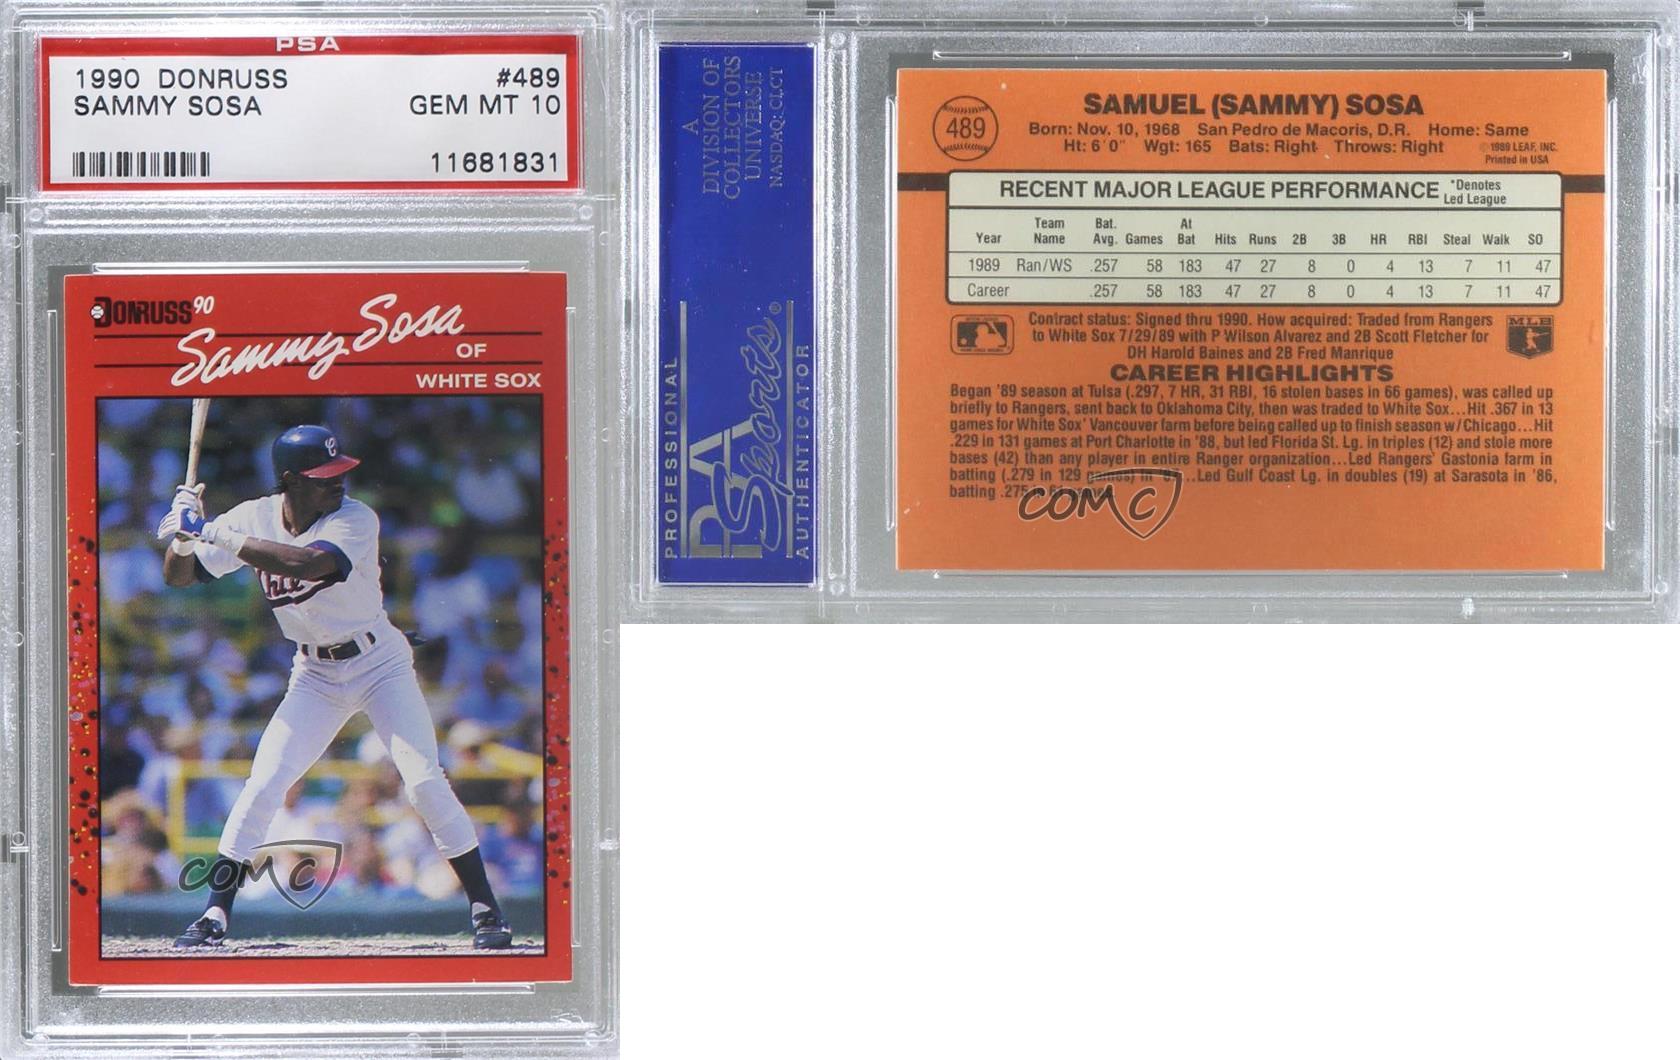 PSA
1990 DONRUSS #489
SAMMY SOSA GEM MT 10
11681831
DONRUSS 90
Sammy Sosa
OF
WHITE SOX
C
COMC
A
DIVISION OF
COLLECTORS
UNIVERSE
NASDAQ: CLCT
PROFESSIONAL
PSA
Sports®
AUTHENTICATOR
489
SAMUEL (SAMMY) SOSA
Born: Nov. 10, 1968 San Pedro de Macoris, D.R. Home: Same
Ht: 6'0" Wgt: 165 Bats: Right Throws: Right
©1989 LEAF, INC.
Printed in USA
RECENT MAJOR LEAGUE PERFORMANCE
*Denotes
Led League
Year Team Name Bat. Avg. Games At Bat Hits Runs 2B 3B HR RBI Steal Walk SO
1989 Ran/WS .257 58 183 47 27 8 0 4 13 7 11 47
Career .257 58 183 47 27 8 0 4 13 7 11 47
Contract status: Signed thru 1990. How acquired: Traded from Rangers
to White Sox 7/29/89 with P Wilson Alvarez and 2B Scott Fletcher for
DH Harold Baines and 2B Fred Manrique
MLB
CAREER HIGHLIGHTS
Began '89 season at Tulsa (.297, 7 HR, 31 RBI, 16 stolen bases in 66 games), was called up
briefly to Rangers, sent back to Oklahoma City, then was traded to White Sox...Hit .367 in 13
games for White Sox' Vancouver farm before being called up to finish season w/Chicago...Hit
.229 in 131 games at Port Charlotte in '88, but led Florida St. Lg. in triples (12) and stole more
bases (42) than any player in entire Ranger organization...Led Rangers' Gastonia farm in
batting (.279 in 129 games) in ...Led Gulf Coast Lg. in doubles (19) at Sarasota in '86,
batting .275
COMC